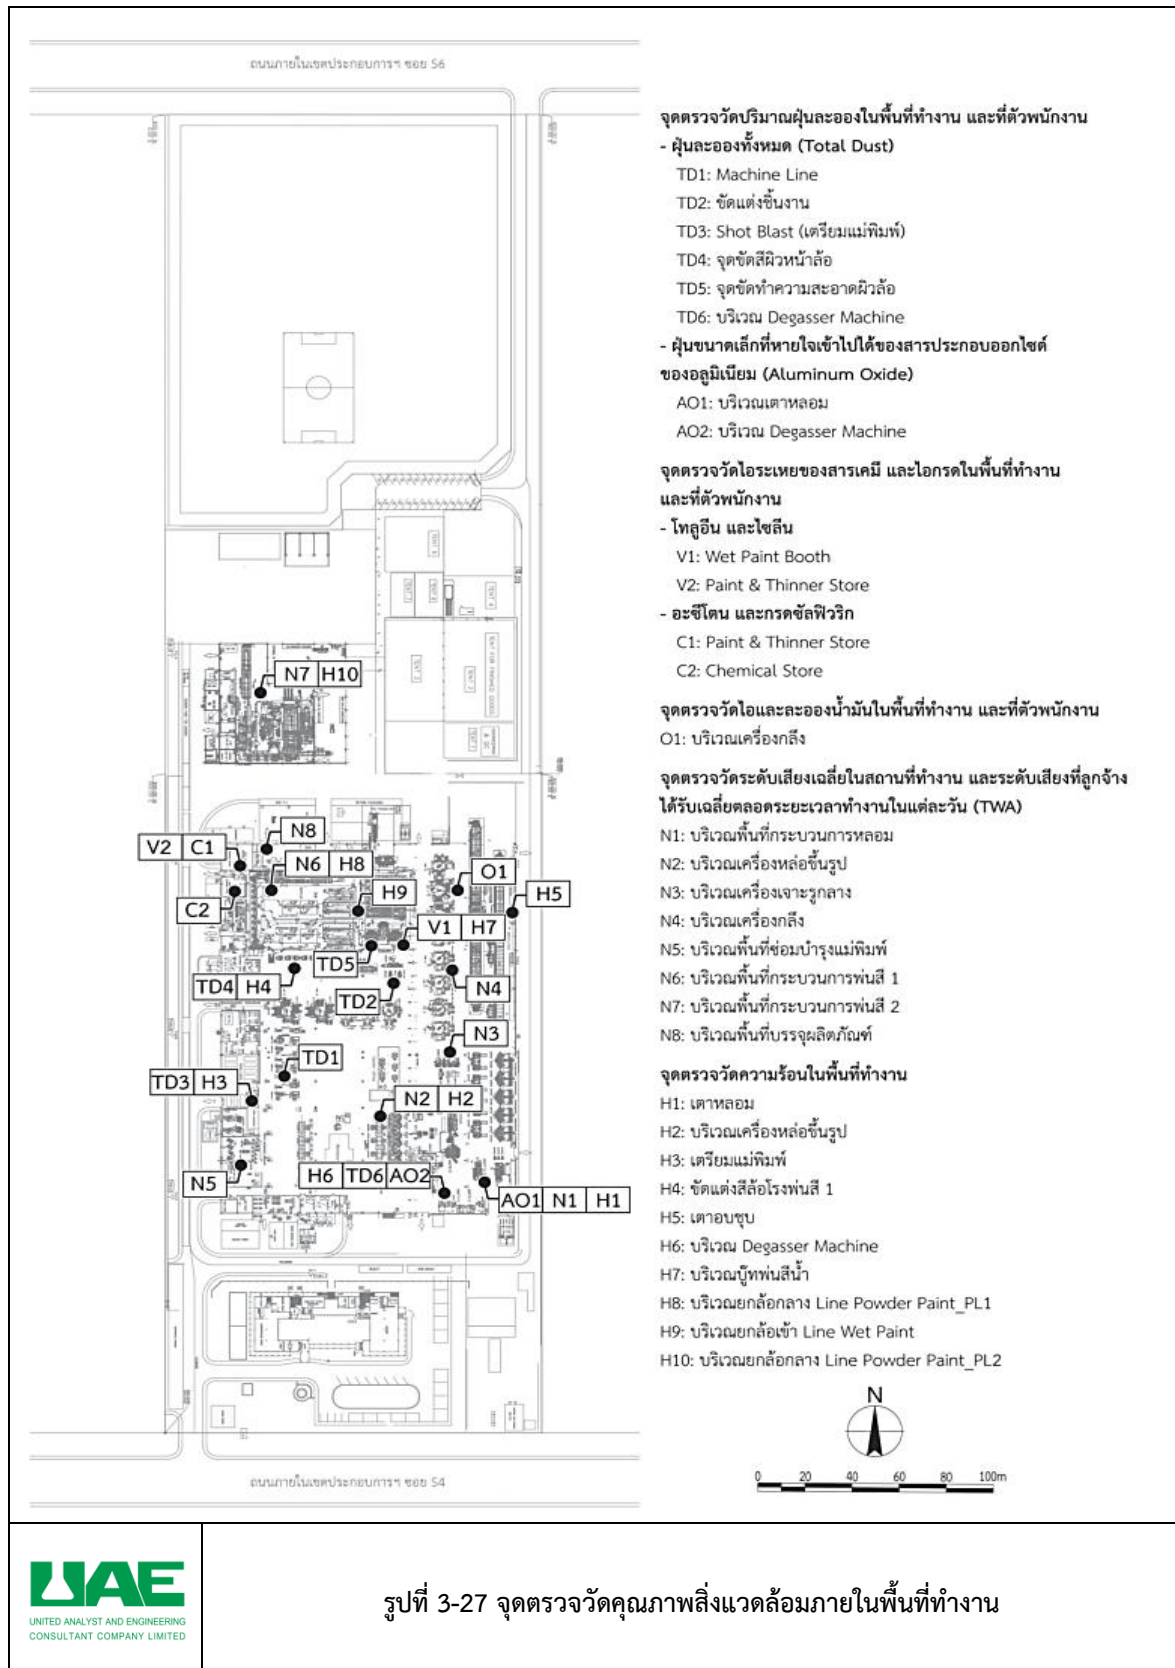 ถนนภายในเขตประกอบการฯ ซอย S6
จุดตรวจวัดปริมาณฝุ่นละอองในพื้นที่ทำงาน และที่ตัวพนักงาน
- ฝุ่นละอองทั้งหมด (Total Dust)
TD1: Machine Line
TD2: ขัดแต่งชิ้นงาน
TD3: Shot Blast (เตรียมแม่พิมพ์)
TD4: จุดขัดสีผิวหน้าล้อ
TD5: จุดขัดทำความสะอาดผิวล้อ
TD6: บริเวณ Degasser Machine
- ฝุ่นขนาดเล็กที่หายใจเข้าไปได้ของสารประกอบออกไซด์
ของอลูมิเนียม (Aluminum Oxide)
AO1: บริเวณเตาหลอม
AO2: บริเวณ Degasser Machine
จุดตรวจวัดไอระเหยของสารเคมี และไอกรดในพื้นที่ทำงาน
และที่ตัวพนักงาน
- โทลูอีน และไซลีน
V1: Wet Paint Booth
V2: Paint & Thinner Store
- อะซีโตน และกรดซัลฟิวริก
C1: Paint & Thinner Store
C2: Chemical Store
จุดตรวจวัดไอและละอองน้ำมันในพื้นที่ทำงาน และที่ตัวพนักงาน
O1: บริเวณเครื่องกลึง
จุดตรวจวัดระดับเสียงเฉลี่ยในสถานที่ทำงาน และระดับเสียงที่ลูกจ้าง
ได้รับเฉลี่ยตลอดระยะเวลาทำงานในแต่ละวัน (TWA)
N1: บริเวณพื้นที่กระบวนการหลอม
N2: บริเวณเครื่องหล่อขึ้นรูป
N3: บริเวณเครื่องเจาะรูกลาง
N4: บริเวณเครื่องกลึง
N5: บริเวณพื้นที่ซ่อมบำรุงแม่พิมพ์
N6: บริเวณพื้นที่กระบวนการพ่นสี 1
N7: บริเวณพื้นที่กระบวนการพ่นสี 2
N8: บริเวณพื้นที่บรรจุผลิตภัณฑ์
จุดตรวจวัดความร้อนในพื้นที่ทำงาน
H1: เตาหลอม
H2: บริเวณเครื่องหล่อขึ้นรูป
H3: เตรียมแม่พิมพ์
H4: ขัดแต่งสีล้อโรงพ่นสี 1
H5: เตาอบชุบ
H6: บริเวณ Degasser Machine
H7: บริเวณบู๊ทพ่นสีน้ำ
H8: บริเวณยกล้อกลาง Line Powder Paint_PL1
H9: บริเวณยกล้อเข้า Line Wet Paint
H10: บริเวณยกล้อกลาง Line Powder Paint_PL2
N7 H10
N8
V2 C1
N6 H8
O1
H9
H5
C2
V1 H7
TD5
TD4 H4
N4
TD2
N3
TD1
TD3 H3
N2 H2
N5
H6 TD6 AO2
AO1 N1 H1
N
0 20 40 60 80 100m
ถนนภายในเขตประกอบการฯ ซอย S4
UAE
UNITED ANALYST AND ENGINEERING
CONSULTANT COMPANY LIMITED
รูปที่ 3-27 จุดตรวจวัดคุณภาพสิ่งแวดล้อมภายในพื้นที่ทำงาน